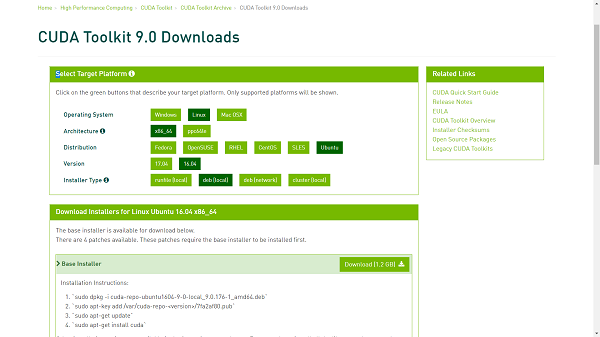 Home > High Performance Computing > CUDA Toolkit > CUDA Toolkit Archive > CUDA Toolkit 9.0 Downloads
CUDA Toolkit 9.0 Downloads
Select Target Platform
Click on the green buttons that describe your target platform. Only supported platforms will be shown.
Operating System Windows Linux Mac OSX
Architecture x86_64 ppc64le
Distribution Fedora OpenSUSE RHEL CentOS SLES Ubuntu
Version 17.04 16.04
Installer Type runfile (local) deb (local) deb (network) cluster (local)
Related Links
CUDA Quick Start Guide
Release Notes
EULA
CUDA Toolkit Overview
Installer Checksums
Open Source Packages
Legacy CUDA Toolkits
Download Installers for Linux Ubuntu 16.04 x86_64
The base installer is available for download below.
There are 4 patches available. These patches require the base installer to be installed first.
> Base Installer Download (1.2 GB)
Installation Instructions:
1. `sudo dpkg -i cuda-repo-ubuntu1604-9-0-local_9.0.176-1_amd64.deb`
2. `sudo apt-key add /var/cuda-repo-<version>/7fa2af80.pub`
3. `sudo apt-get update`
4. `sudo apt-get install cuda`